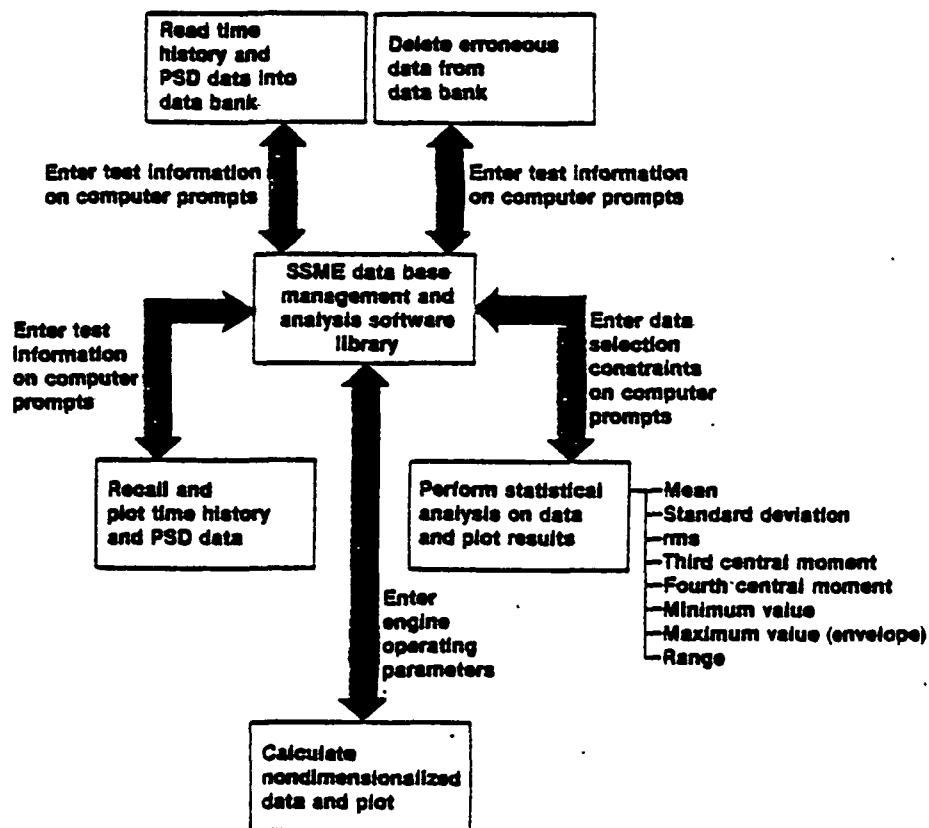 Read time
history and
PSD data into
data bank
Delete erroneous
data from
data bank
Enter test information
on computer prompts
Enter test information
on computer prompts
SSME data base
management and
analysis software
library
Enter test
information
on computer
prompts
Enter data
selection
constraints
on computer
prompts
Recall and
plot time history
and PSD data
Perform statistical
analysis on data
and plot results
Mean
Standard deviation
rms
Third central moment
Fourth central moment
Minimum value
Maximum value (envelope)
Range
Enter
engine
operating
parameters
Calculate
nondimensionalized
data and plot